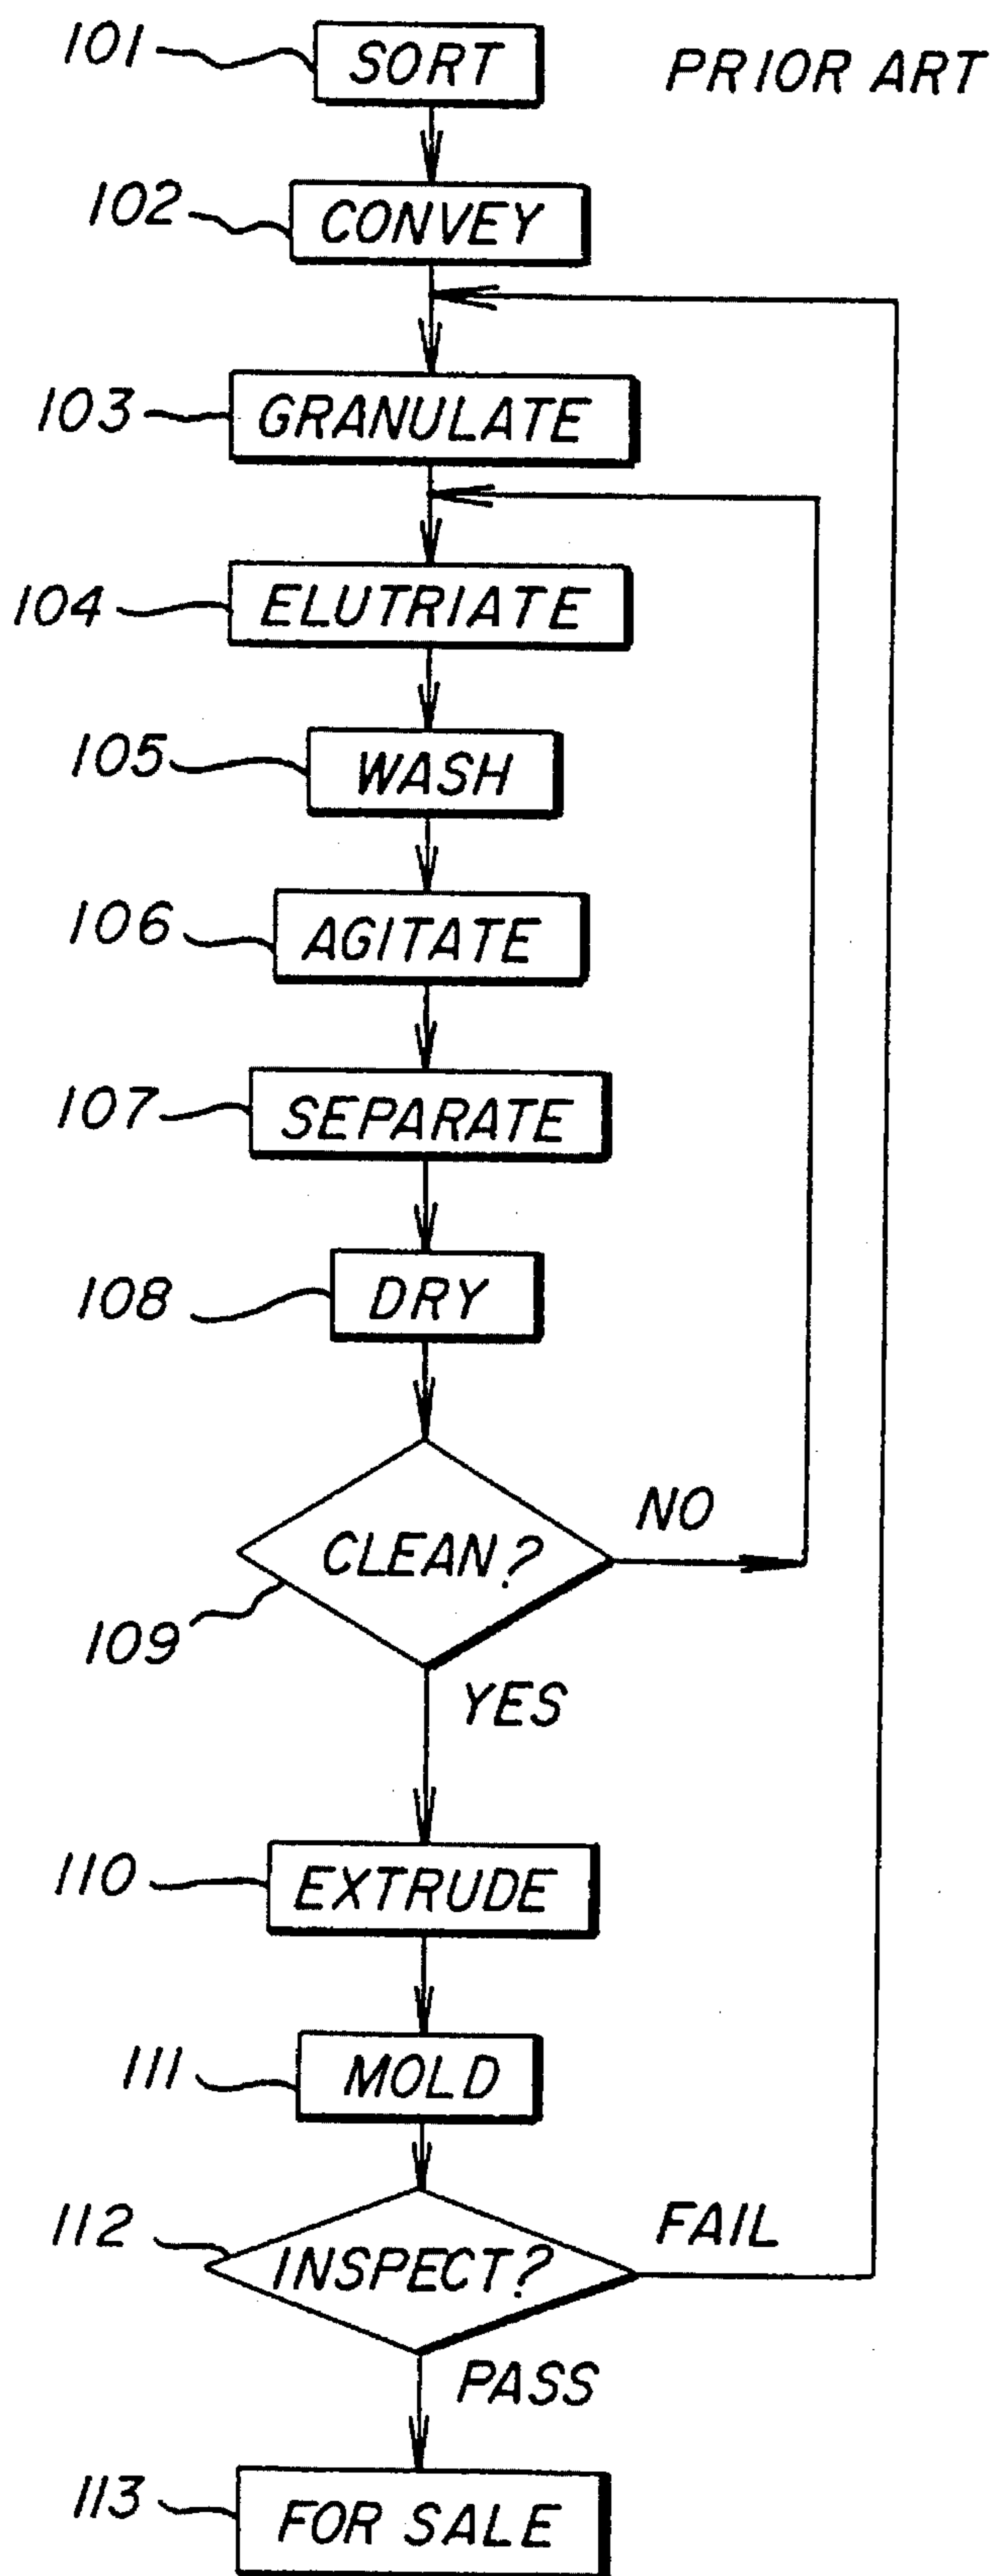 101 SORT PRIOR ART
102 CONVEY
103 GRANULATE
104 ELUTRIATE
105 WASH
106 AGITATE
107 SEPARATE
108 DRY
CLEAN? NO
109
YES
110 EXTRUDE
111 MOLD
112 INSPECT? FAIL
PASS
113 FOR SALE